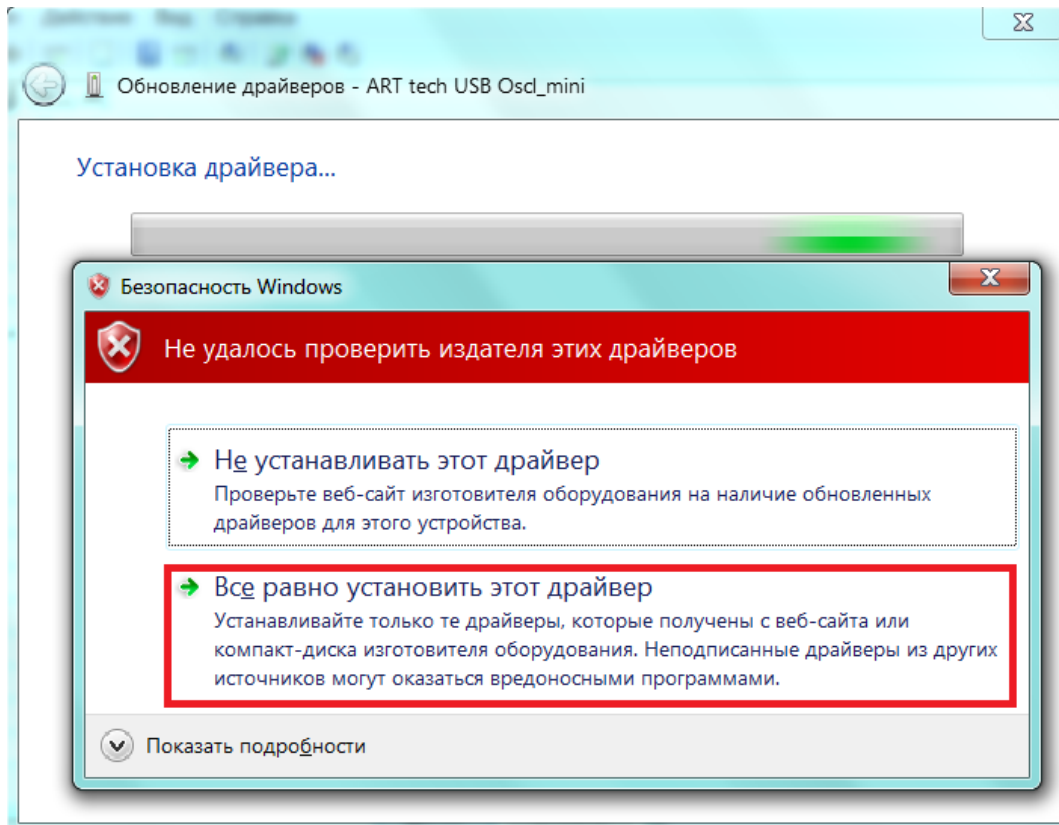 Действие Вид Справка
Обновление драйверов - ART tech USB Oscl_mini
Установка драйвера...
Безопасность Windows
Не удалось проверить издателя этих драйверов
Не устанавливать этот драйвер
Проверьте веб-сайт изготовителя оборудования на наличие обновленных
драйверов для этого устройства.
Все равно установить этот драйвер
Устанавливайте только те драйверы, которые получены с веб-сайта или
компакт-диска изготовителя оборудования. Неподписанные драйверы из других
источников могут оказаться вредоносными программами.
Показать подробности